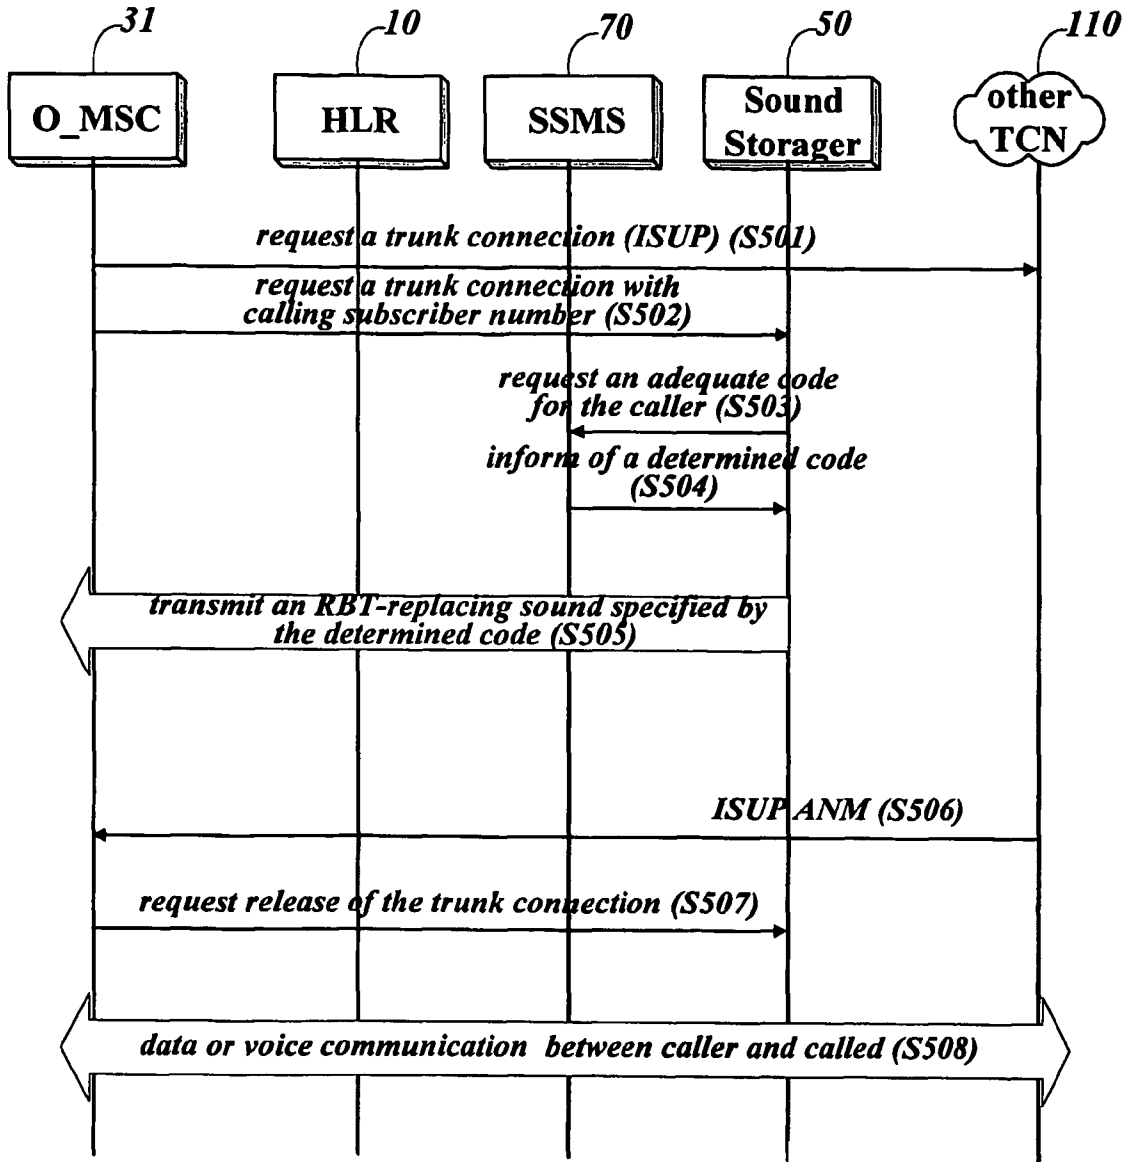 31
10
70
50
110
O_MSC
HLR
SSMS
Sound
Storager
other
TCN
request a trunk connection (ISUP) (S501)
request a trunk connection with
calling subscriber number (S502)
request an adequate code
for the caller (S503)
inform of a determined code
(S504)
transmit an RBT-replacing sound specified by
the determined code (S505)
ISUP ANM (S506)
request release of the trunk connection (S507)
data or voice communication between caller and called (S508)